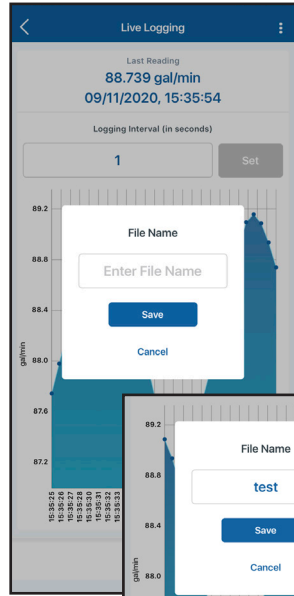 Live Logging
Last Reading
88.739 gal/min
09/11/2020, 15:35:54
Logging Interval (in seconds)
1
Set
89.2
88.8
88.4
88.0
87.6
87.2
gal/min
15:35:25
15:35:26
15:35:27
15:35:28
15:35:30
15:35:31
15:35:32
15:35:33
File Name
Enter File Name
Save
Cancel
89.2
88.8
88.4
88.0
gal/min
File Name
test
Save
Cancel